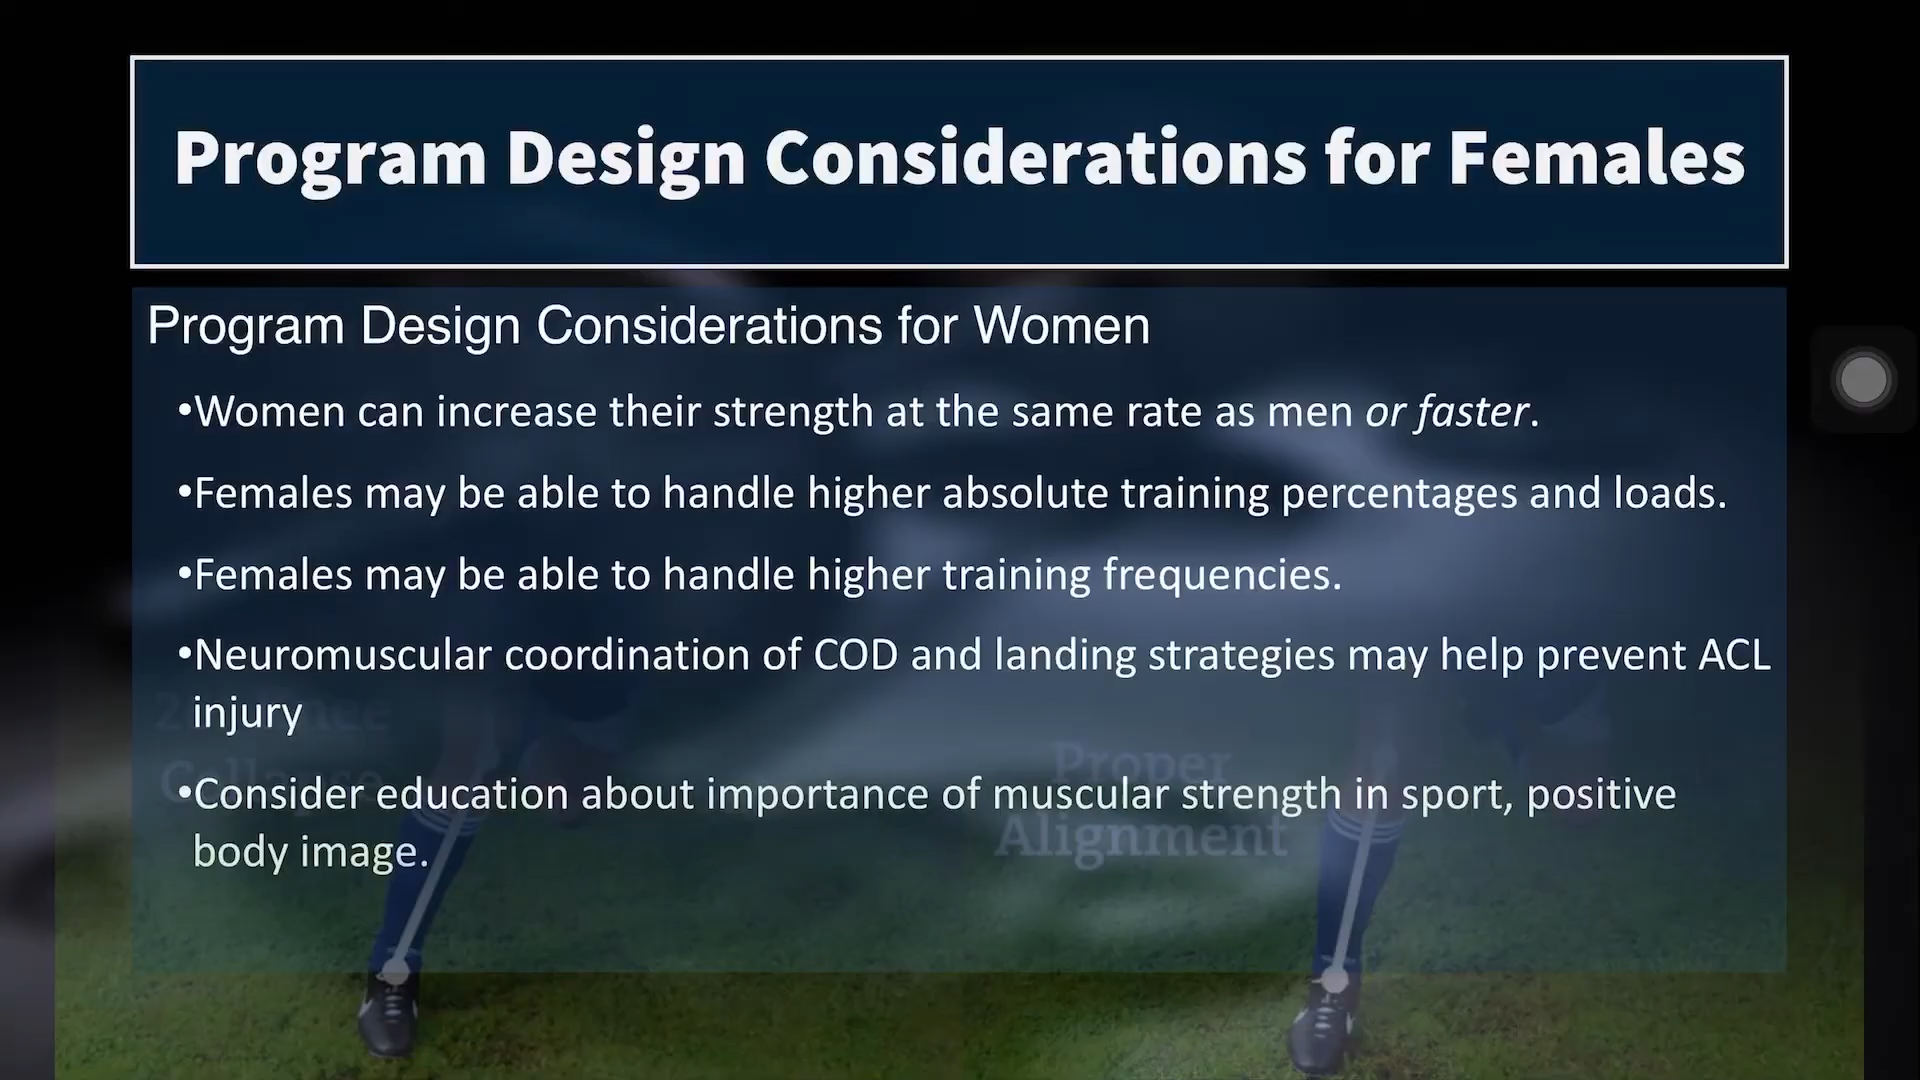 Program Design Considerations for Females
Program Design Considerations for Women
•Women can increase their strength at the same rate as men or faster.
•Females may be able to handle higher absolute training percentages and loads.
•Females may be able to handle higher training frequencies.
•Neuromuscular coordination of COD and landing strategies may help prevent ACL
injury
•Consider education about importance of muscular strength in sport, positive
body image.
Collapse
Proper
Alignment